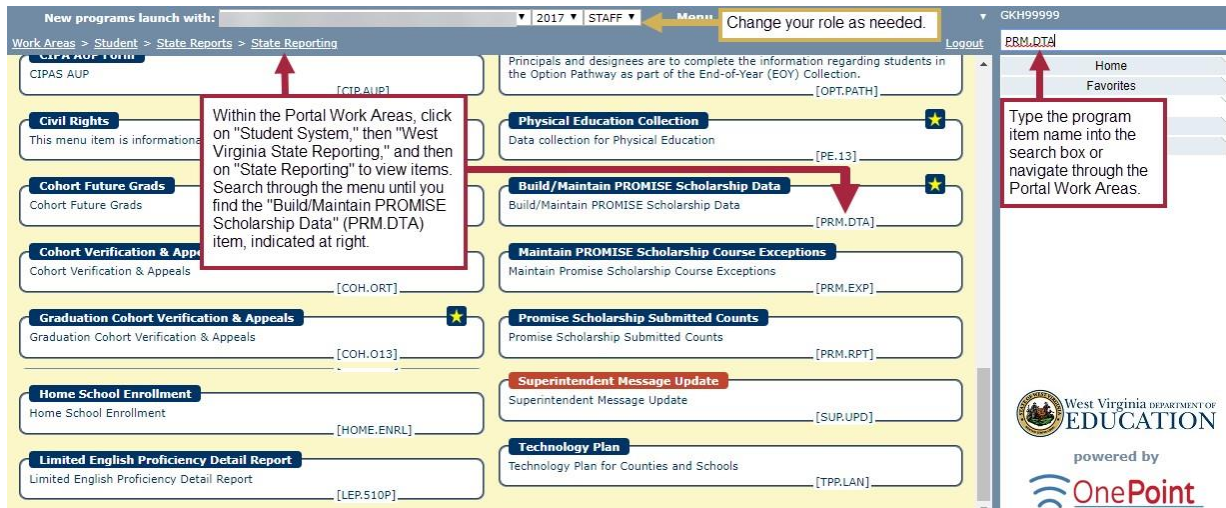 New programs launch with:
2017
STAFF
Menu
Change your role as needed.
GKH99999
Work Areas > Student > State Reports > State Reporting
Logout
PRM.DTA
Home
Favorites
CIPA AUP Form
CIPAS AUP
[CIP.AUP]
Principals and designees are to complete the information regarding students in
the Option Pathway as part of the End-of-Year (EOY) Collection.
[OPT.PATH]
Within the Portal Work Areas, click
on "Student System," then "West
Virginia State Reporting," and then
on "State Reporting" to view items.
Search through the menu until you
find the "Build/Maintain PROMISE
Scholarship Data" (PRM.DTA)
item, indicated at right.
Type the program
item name into the
search box or
navigate through the
Portal Work Areas.
Civil Rights
This menu item is informationa
Physical Education Collection
Data collection for Physical Education
[PE.13]
Cohort Future Grads
Cohort Future Grads
Build/Maintain PROMISE Scholarship Data
Build/Maintain PROMISE Scholarship Data
[PRM.DTA]
Cohort Verification & Appe
Cohort Verification & Appeals
[COH.ORT]
Maintain PROMISE Scholarship Course Exceptions
Maintain Promise Scholarship Course Exceptions
[PRM.EXP]
Graduation Cohort Verification & Appeals
Graduation Cohort Verification & Appeals
[COH.O13]
Promise Scholarship Submitted Counts
Promise Scholarship Submitted Counts
[PRM.RPT]
Home School Enrollment
Home School Enrollment
[HOME.ENRL]
Superintendent Message Update
Superintendent Message Update
[SUP.UPD]
Limited English Proficiency Detail Report
Limited English Proficiency Detail Report
[LEP.510P]
Technology Plan
Technology Plan for Counties and Schools
[TPP.LAN]
West Virginia DEPARTMENT OF
EDUCATION
powered by
OnePoint